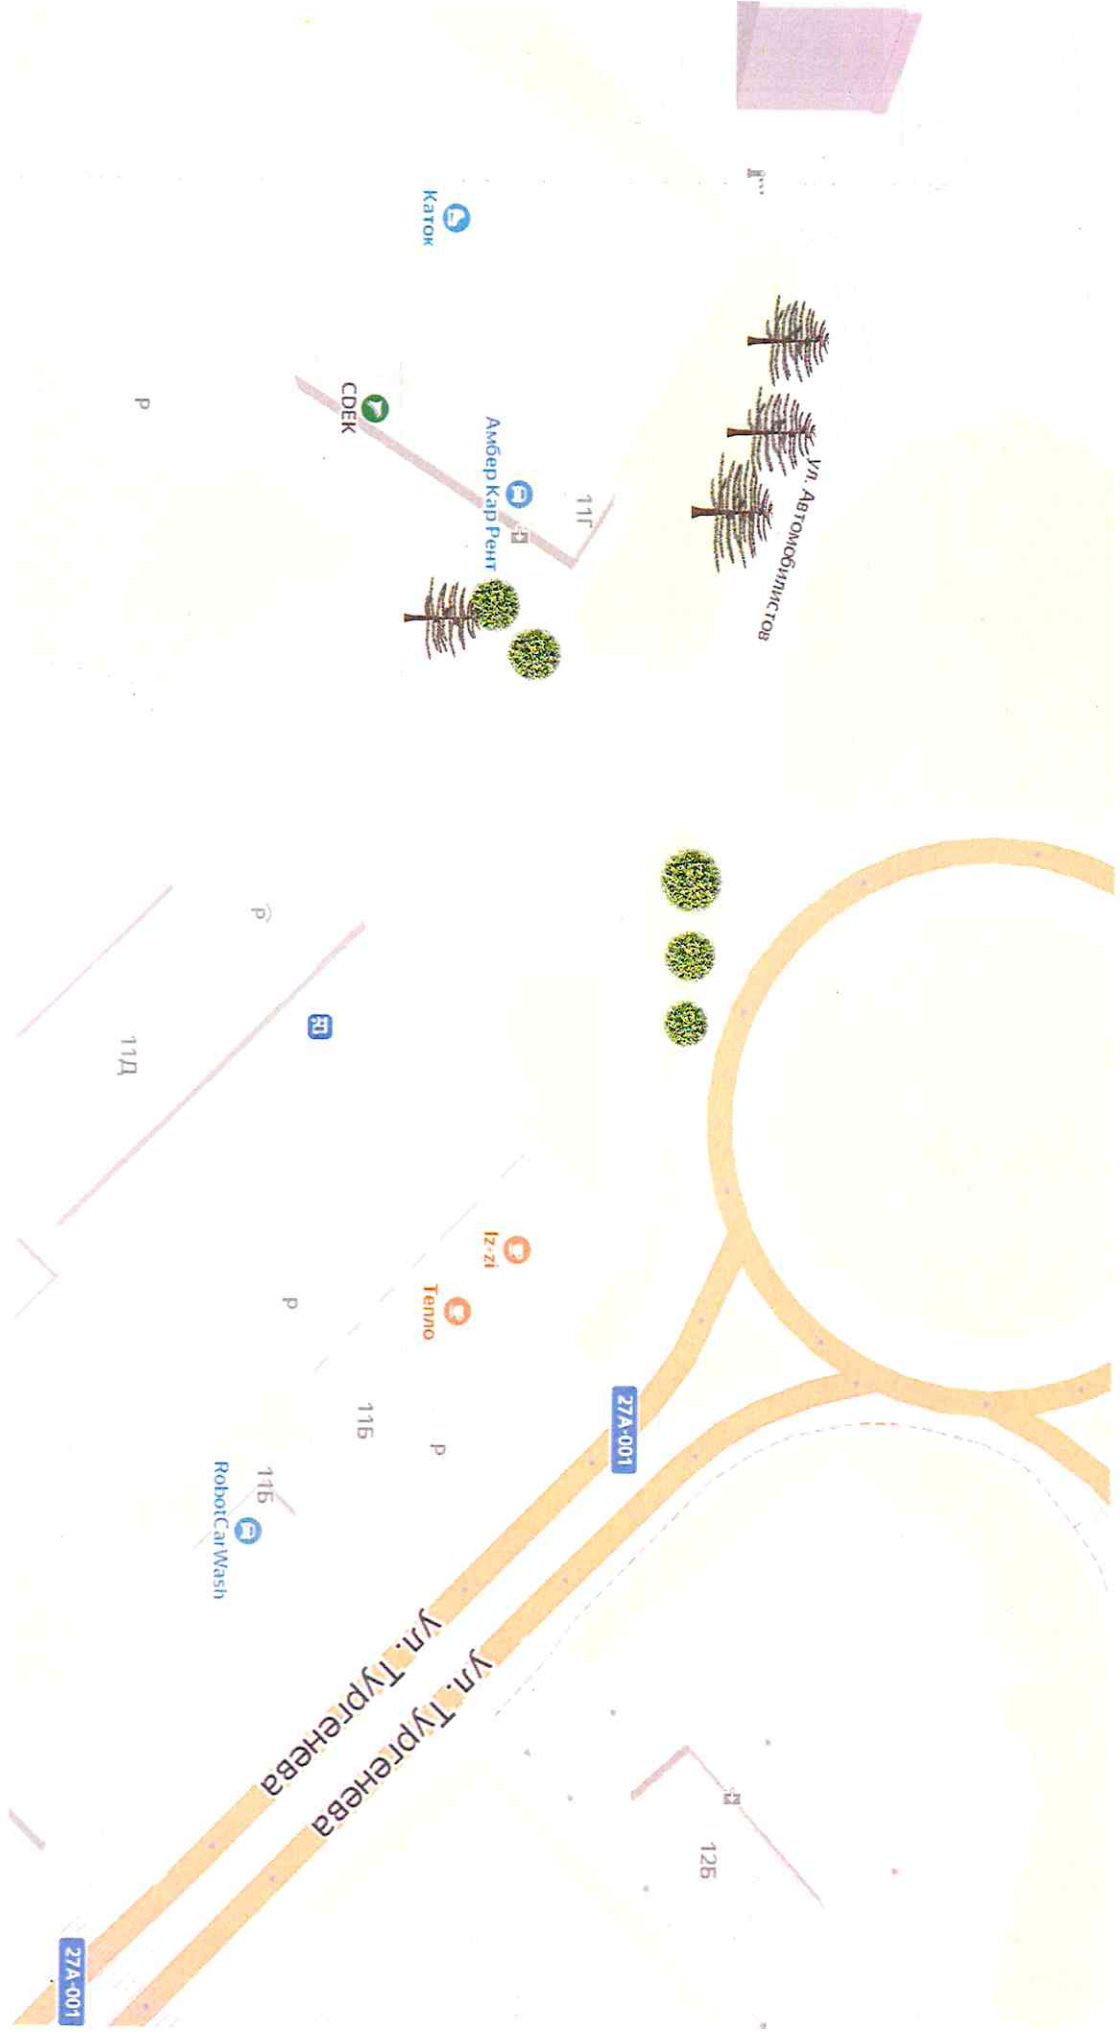 Каток
CDEK
Амбер Кар Рент
11Г
ул. Автомобилистов
Р
Р
11Д
Iz-zi
Тепло
Р
Р
11Б
11Б
RobotCarWash
27А-001
ул. Тургенева
ул. Тургенева
12Б
27А-001